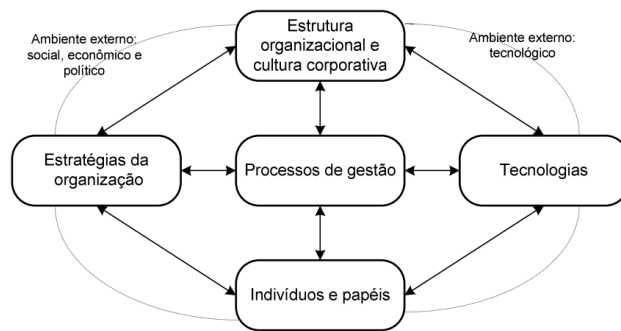 Ambiente externo:
social, econômico e
político
Estrutura
organizacional e
cultura corporativa
Ambiente externo:
tecnológico
Estratégias da
organização
Processos de gestão
Tecnologias
Indivíduos e papéis